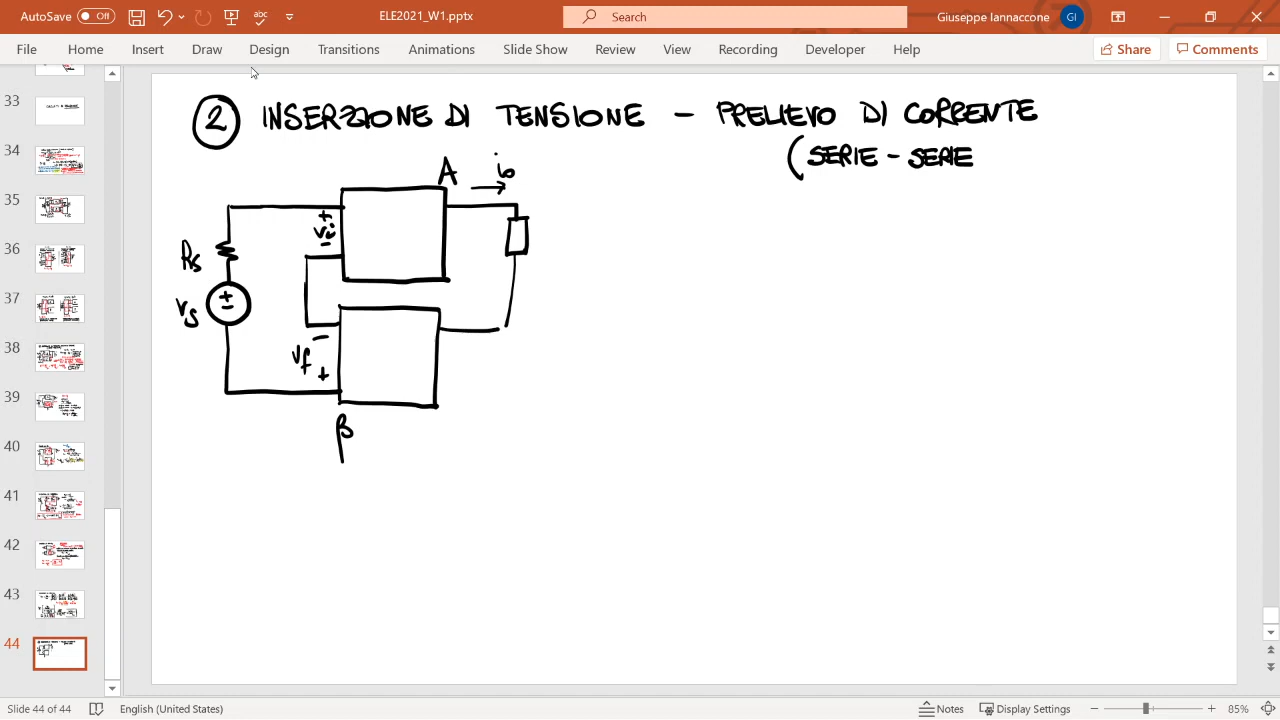 AutoSave Off ELE2021_W1.pptx Search Giuseppe Iannaccone GI
File Home Insert Draw Design Transitions Animations Slide Show Review View Recording Developer Help Share Comments
33
34
35
36
37
38
39
40
41
42
43
44
2 INSERZIONE DI TENSIONE - PRELIEVO DI CORRENTE
(SERIE - SERIE
A io
+
vi
-
Rs
+
-
vs
-
vf
+
β
Slide 44 of 44 English (United States) Notes Display Settings 85%